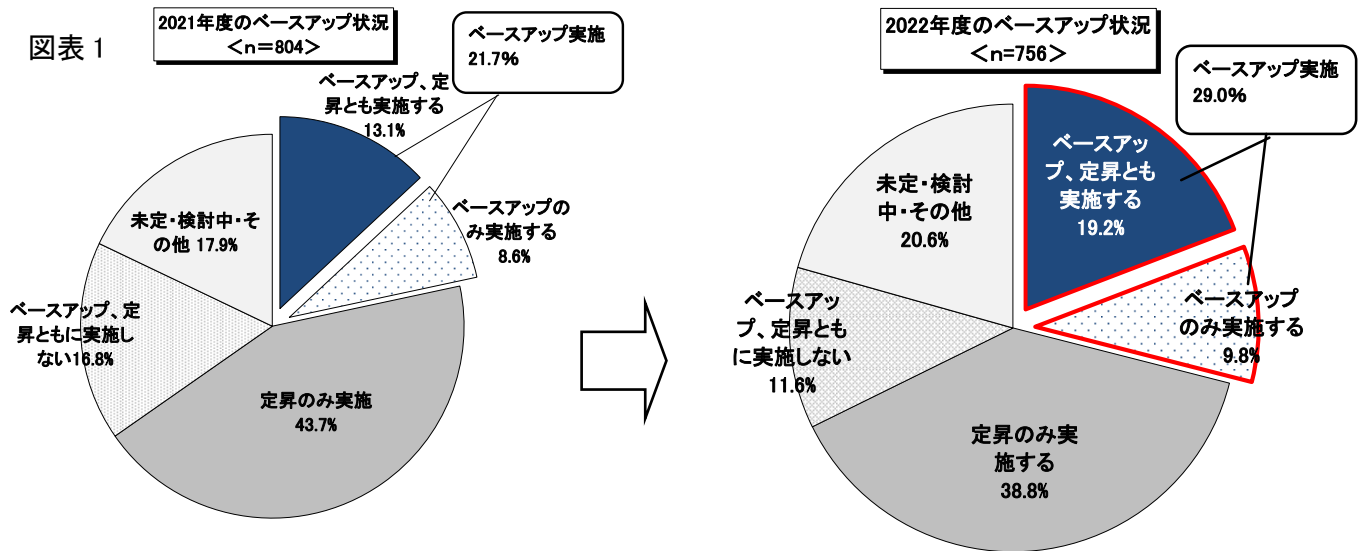 図表1
2021年度のベースアップ状況
＜n＝804＞
ベースアップ実施
21.7%
ベースアップ、定
昇とも実施する
13.1%
ベースアップの
み実施する
8.6%
定昇のみ実施
43.7%
ベースアップ、定
昇ともに実施し
ない16.8%
未定・検討中・そ
の他 17.9%
2022年度のベースアップ状況
＜n=756＞
ベースアップ実施
29.0%
ベースアッ
プ、定昇とも
実施する
19.2%
ベースアップ
のみ実施する
9.8%
定昇のみ実
施する
38.8%
ベースアッ
プ、定昇とも
に実施しない
11.6%
未定・検討
中・その他
20.6%